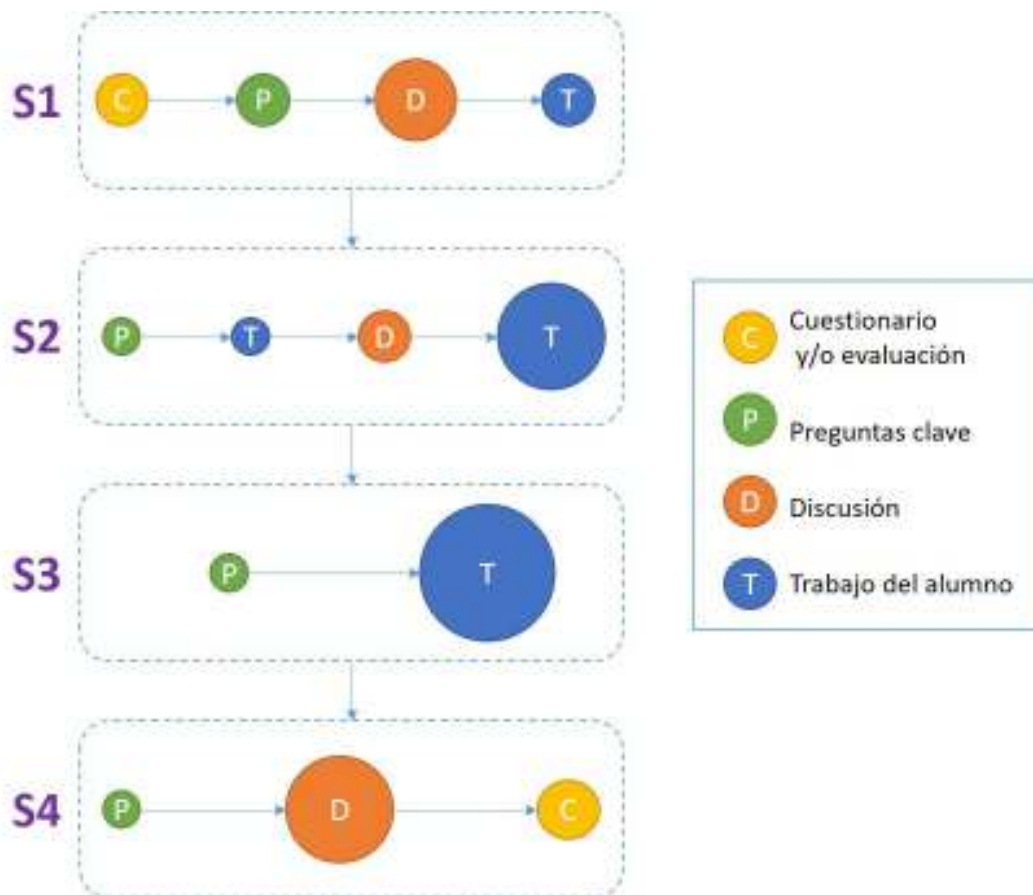 S1
C
P
D
T
S2
P
T
D
T
S3
P
T
S4
P
D
C
C
Cuestionario
y/o evaluación
P
Preguntas clave
D
Discusión
T
Trabajo del alumno